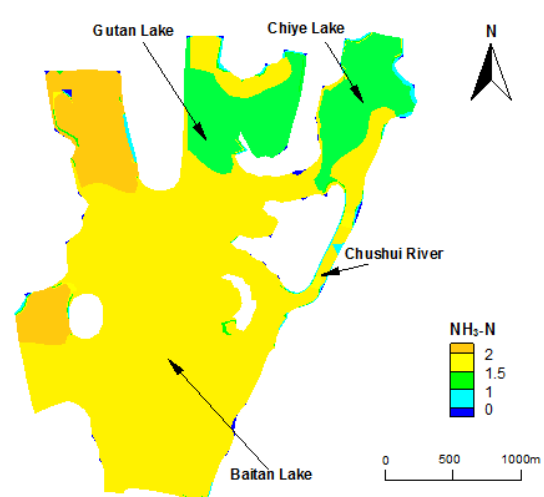 Gutan Lake
Chiye Lake
N
Chushui River
NH₃-N
2
1.5
1
0
Baitan Lake
0 500 1000m